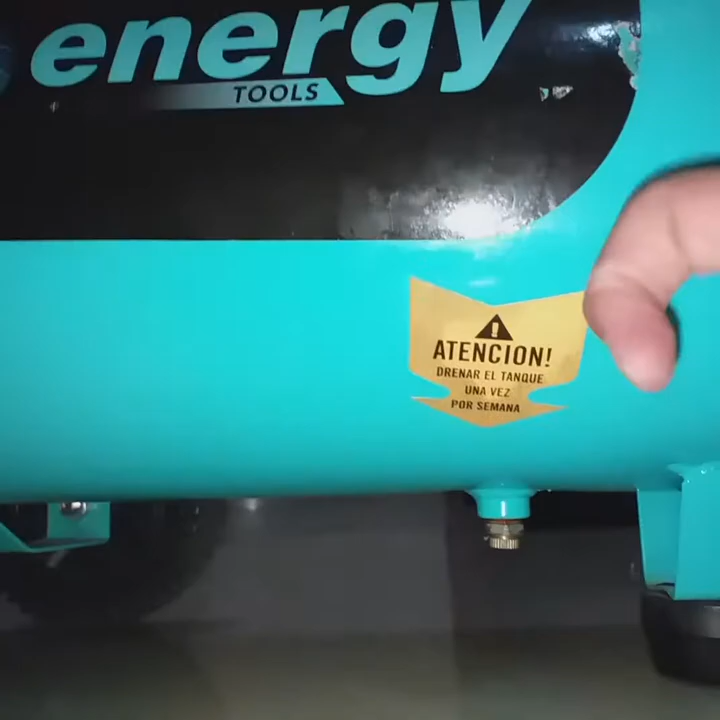 energy
TOOLS
ATENCION!
DRENAR EL TANQUE
UNA VEZ
POR SEMANA